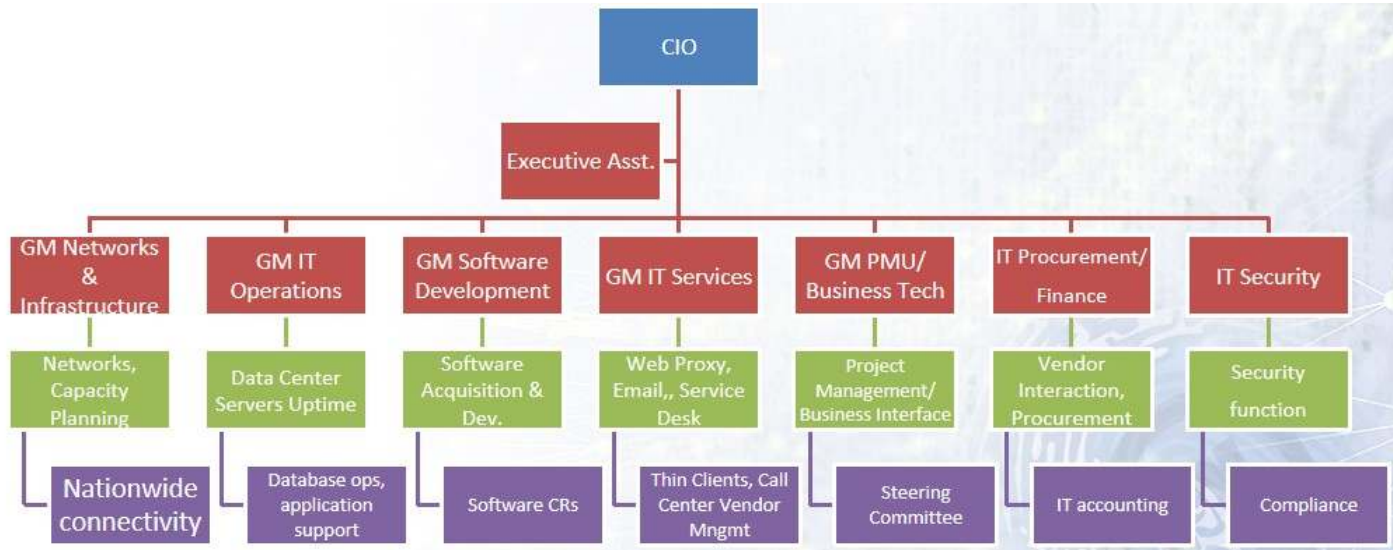 CIO
Executive Asst.
GM Networks
&
Infrastructure
GM IT
Operations
GM Software
Development
GM IT Services
GM PMU/
Business Tech
IT Procurement/
Finance
IT Security
Networks,
Capacity
Planning
Data Center
Servers Uptime
Software
Acquisition &
Dev.
Web Proxy,
Email,, Service
Desk
Project
Management/
Business Interface
Vendor
Interaction,
Procurement
Security
function
Nationwide
connectivity
Database ops,
application
support
Software CRs
Thin Clients, Call
Center Vendor
Mngmt
Steering
Committee
IT accounting
Compliance